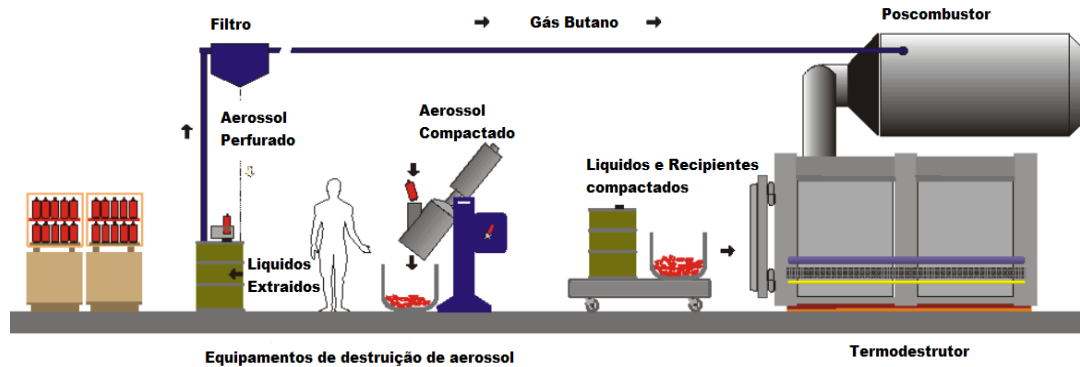 Gás Butano
Poscombustor
Filtro
Aerossol
Perfurado
Aerossol
Compactado
Liquidos e Recipientes
compactados
Liquidos
Extraidos
Equipamentos de destruição de aerossol
Termodestrutor